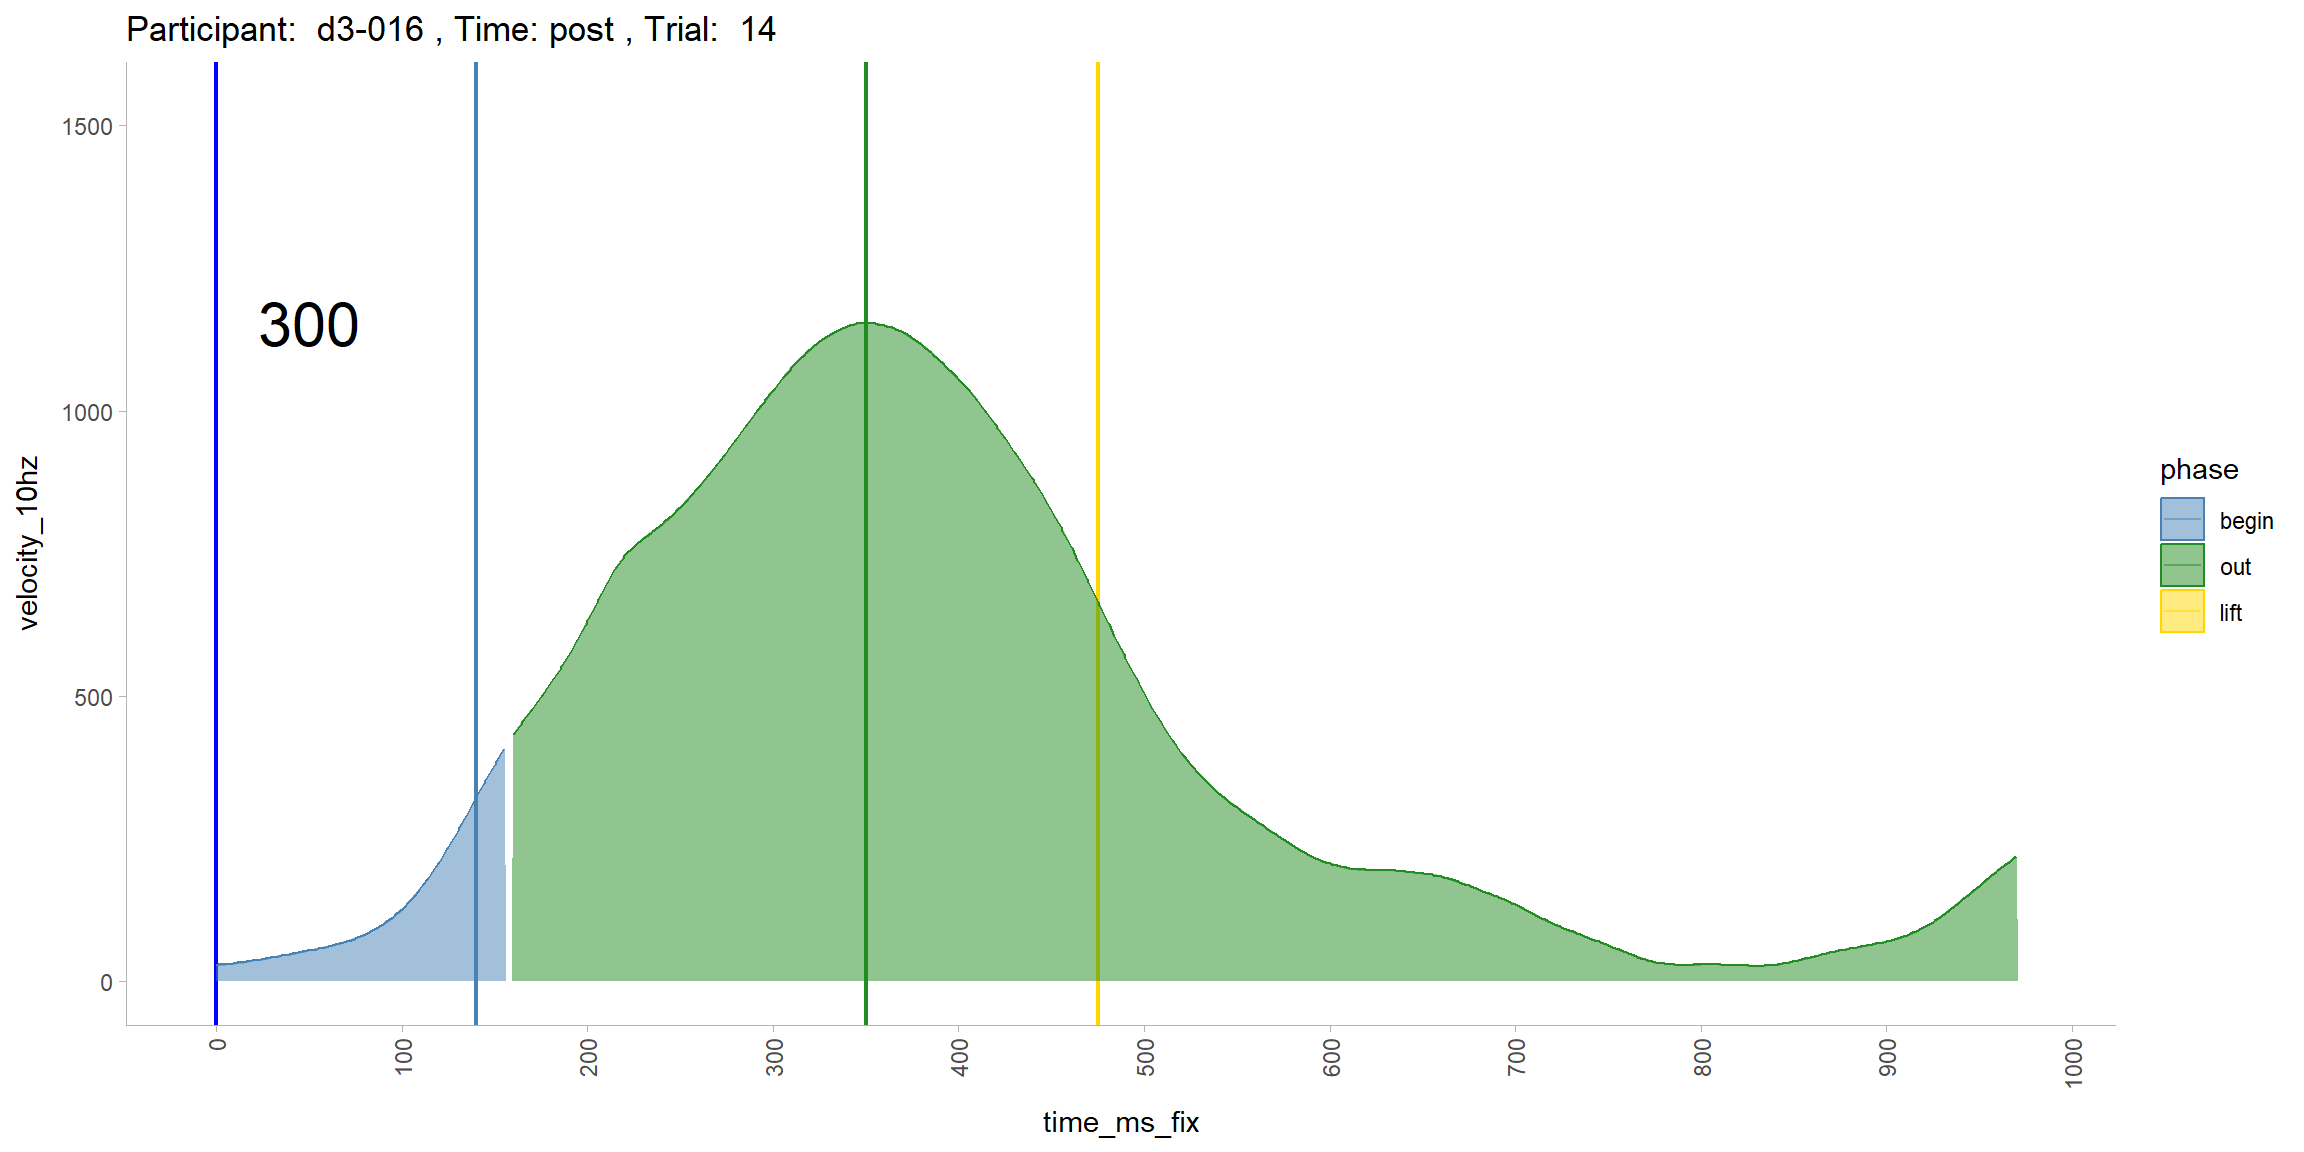 Participant:  d3-016 , Time: post , Trial:  14
1500
300
1000
500
0
velocity_10hz
0 100 200 300 400 500 600 700 800 900 1000
time_ms_fix
phase
begin
out
lift